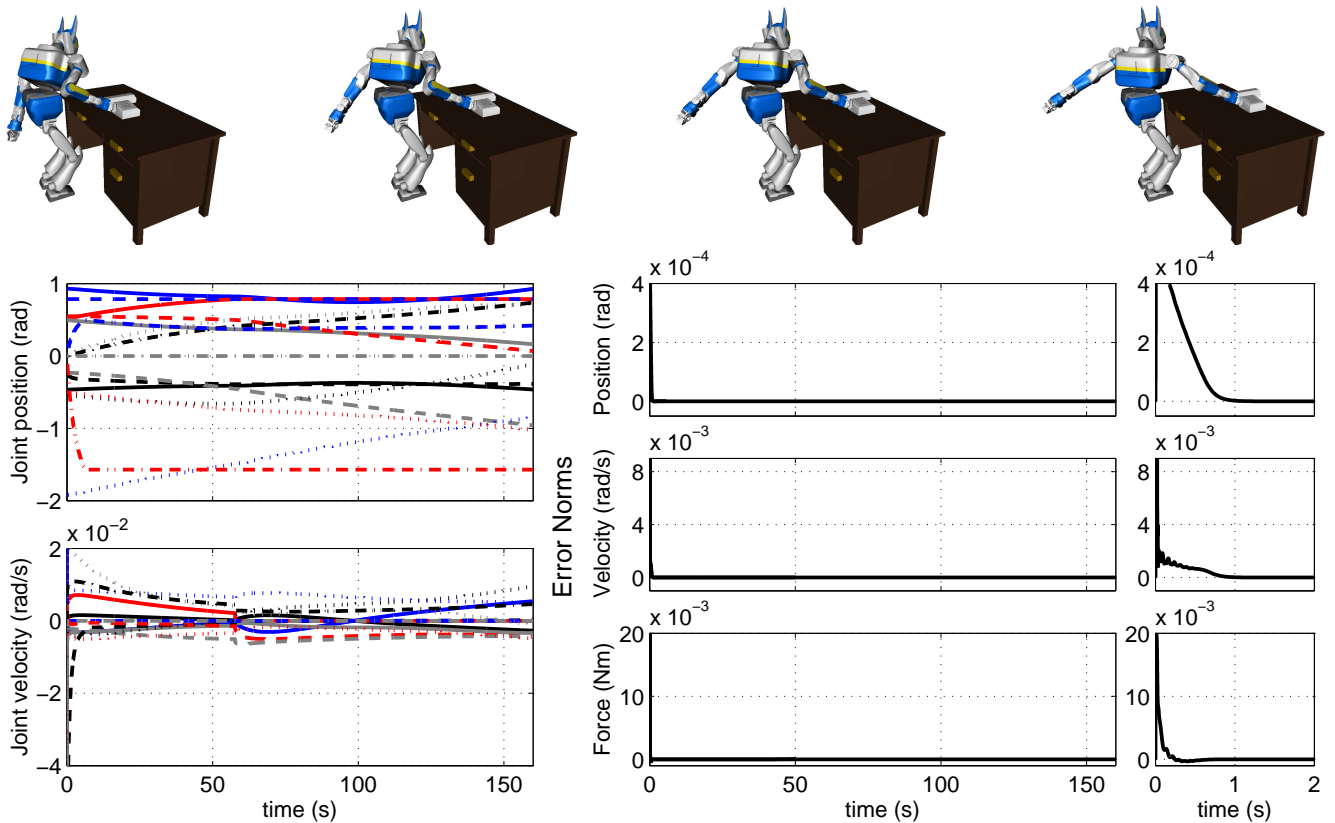 1
0
−1
−2
Joint position (rad)
x 10−2
2
0
−2
−4
Joint velocity (rad/s)
0
50
100
150
time (s)
Error Norms
x 10−4
4
2
0
Position (rad)
x 10−4
4
2
0
x 10−3
8
4
0
Velocity (rad/s)
x 10−3
8
4
0
x 10−3
20
10
0
Force (Nm)
0
50
100
150
time (s)
x 10−3
20
10
0
0
1
2
time (s)